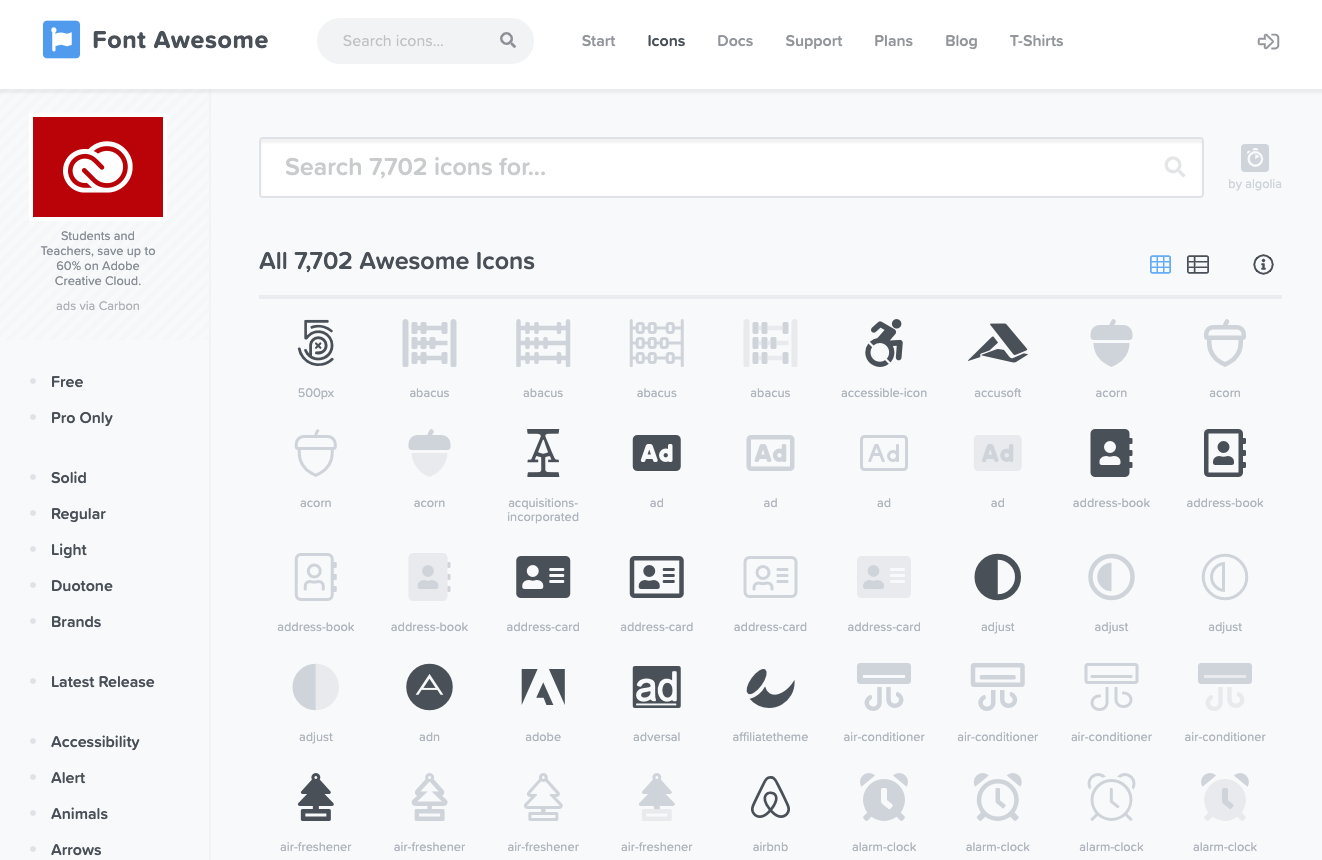 Font Awesome
Search icons...
Start
Icons
Docs
Support
Plans
Blog
T-Shirts
Students and
Teachers, save up to
60% on Adobe
Creative Cloud.
ads via Carbon
Free
Pro Only
Solid
Regular
Light
Duotone
Brands
Latest Release
Accessibility
Alert
Animals
Arrows
Search 7,702 icons for...
by algolia
All 7,702 Awesome Icons
5
500px
abacus
abacus
abacus
abacus
accessible-icon
accusoft
acorn
acorn
Ad
Ad
Ad
Ad
acorn
acorn
acquisitions-
incorporated
ad
ad
ad
ad
address-book
address-book
address-book
address-book
address-card
address-card
address-card
address-card
adjust
adjust
adjust
ad
adjust
adn
adobe
adversal
affiliatetheme
air-conditioner
air-conditioner
air-conditioner
air-conditioner
air-freshener
air-freshener
air-freshener
air-freshener
airbnb
alarm-clock
alarm-clock
alarm-clock
alarm-clock